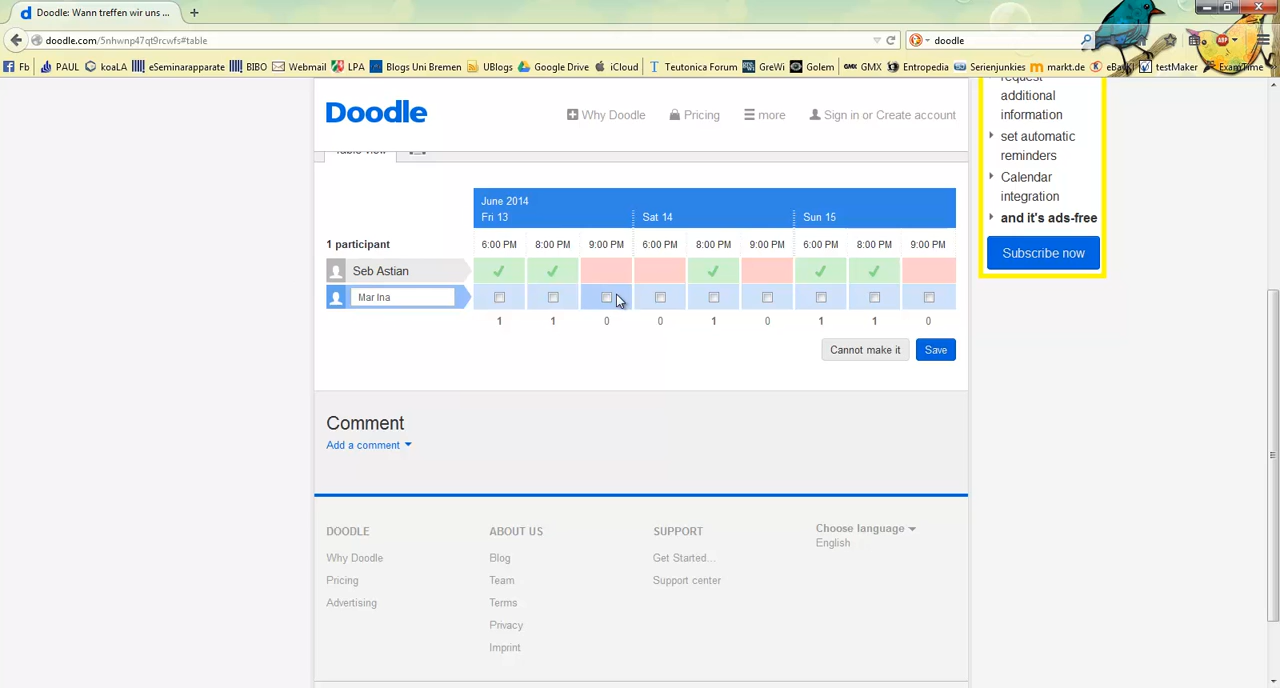 Doodle: Wann treffen wir uns ...
doodle.com/5nhwnp47qt9rcwfs#table
doodle
Fb PAUL koaLA eSeminarapparate BIBO Webmail LPA Blogs Uni UBlogs Google Drive iCloud Teutonica Forum GreWi Golem GMX Entropedia Serienjunkies markt.de testMaker ExamTime
Doodle
Why Doodle Pricing more Sign in or Create account
request
additional
information
set automatic
reminders
Calendar
integration
and it's ads-free
Subscribe now
Table view
June 2014
Fri 13 Sat 14 Sun 15
1 participant 6:00 PM 8:00 PM 9:00 PM 6:00 PM 8:00 PM 9:00 PM 6:00 PM 8:00 PM 9:00 PM
Seb Astian
Mar Ina
1 1 0 0 1 0 1 1 0
Cannot make it Save
Comment
Add a comment
DOODLE ABOUT US SUPPORT Choose language
English
Why Doodle Blog Get Started...
Pricing Team Support center
Advertising Terms
Privacy
Imprint